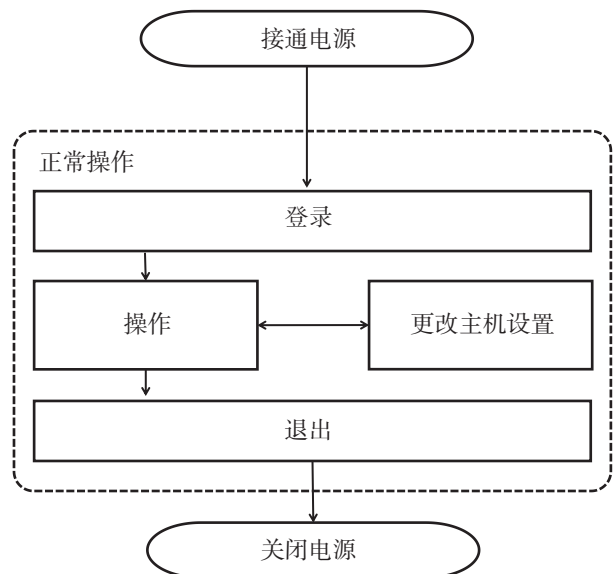 接通电源
正常操作
登录
操作
更改主机设置
退出
关闭电源